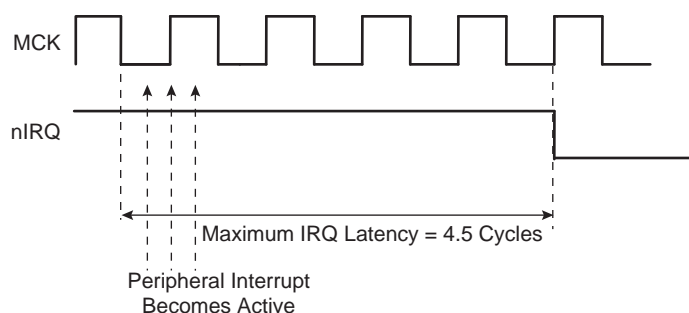 MCK
nIRQ
Maximum IRQ Latency = 4.5 Cycles
Peripheral Interrupt
Becomes Active